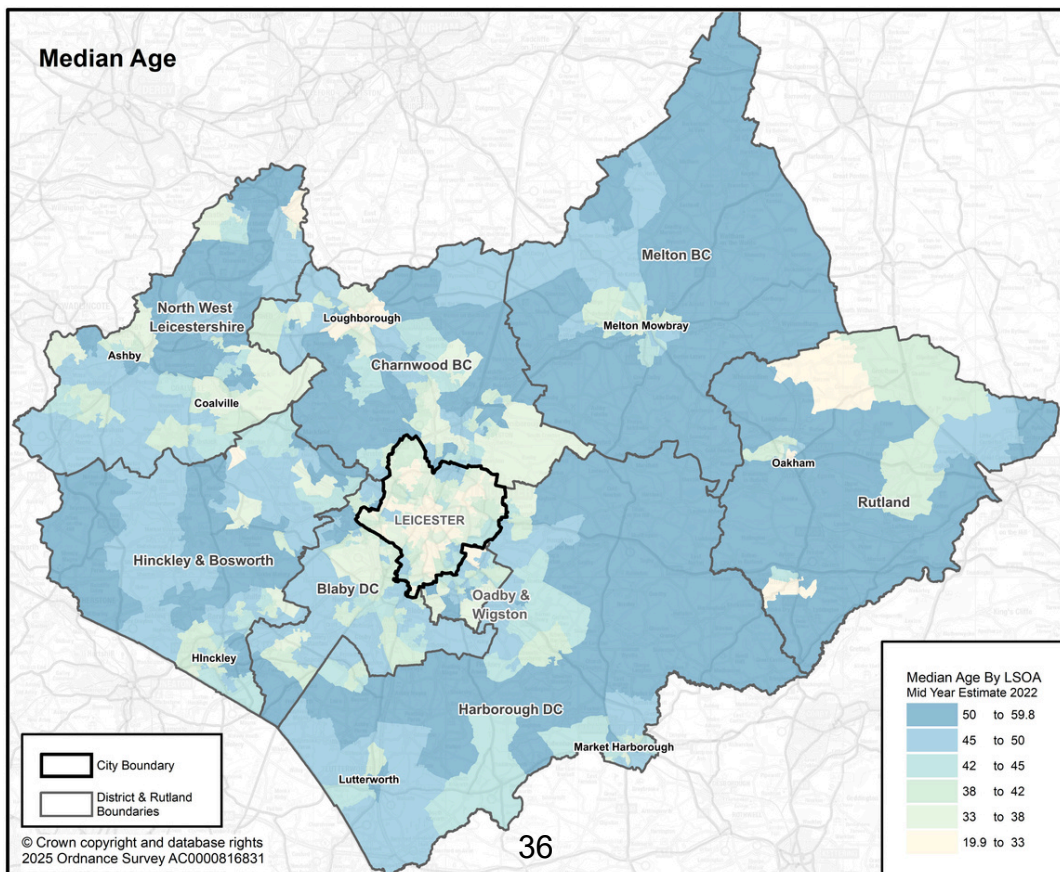 Median Age
Melton BC
North West
Leicestershire
Loughborough
Melton Mowbray
Ashby
Charnwood BC
Coalville
Oakham
Rutland
LEICESTER
Hinckley & Bosworth
Blaby DC
Oadby &
Wigston
HInckley
Harborough DC
Market Harborough
Lutterworth
City Boundary
District & Rutland
Boundaries
© Crown copyright and database rights
2025 Ordnance Survey AC0000816831
36
Median Age By LSOA
Mid Year Estimate 2022
50 to 59.8
45 to 50
42 to 45
38 to 42
33 to 38
19.9 to 33